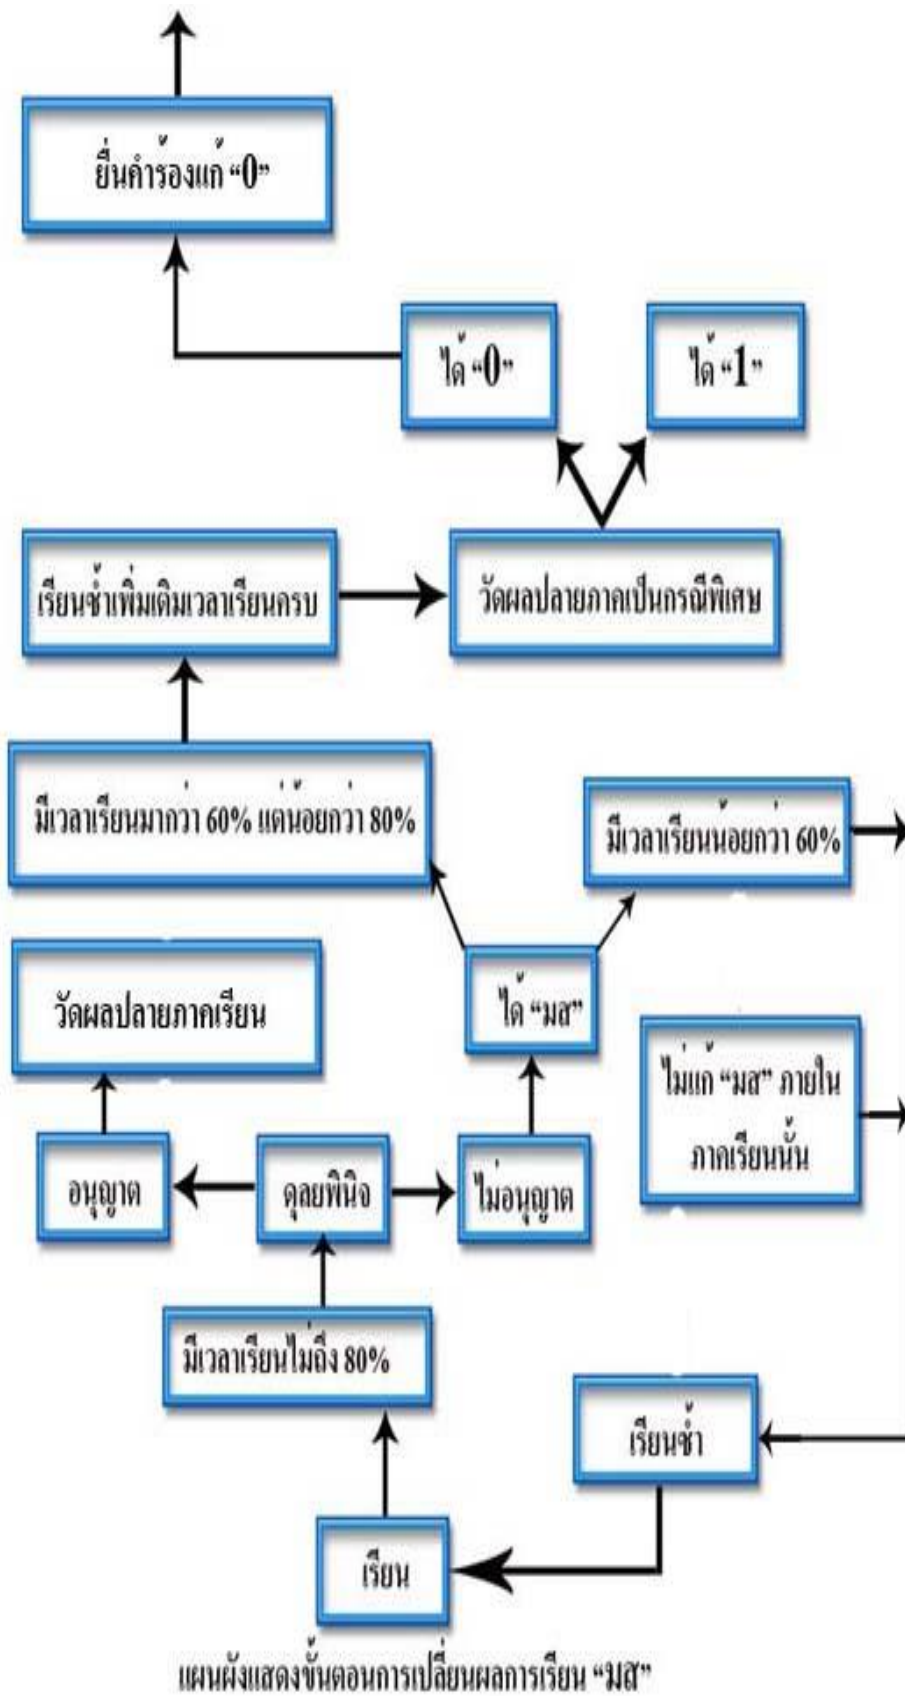 ยื่นคำร้องแก้ “0”
ได้ “0”
ได้ “1”
เรียนซ้ำเพิ่มเติมเวลาเรียนครบ
วัดผลปลายภาคเป็นกรณีพิเศษ
มีเวลาเรียนมากว่า 60% แต่น้อยกว่า 80%
มีเวลาเรียนน้อยกว่า 60%
วัดผลปลายภาคเรียน
ได้ “มส”
ไม่แก้ “มส” ภายใน
ภาคเรียนนั้น
อนุญาต
ดุลยพินิจ
ไม่อนุญาต
มีเวลาเรียนไม่ถึง 80%
เรียนซ้ำ
เรียน
แผนผังแสดงขั้นตอนการเปลี่ยนผลการเรียน “มส”